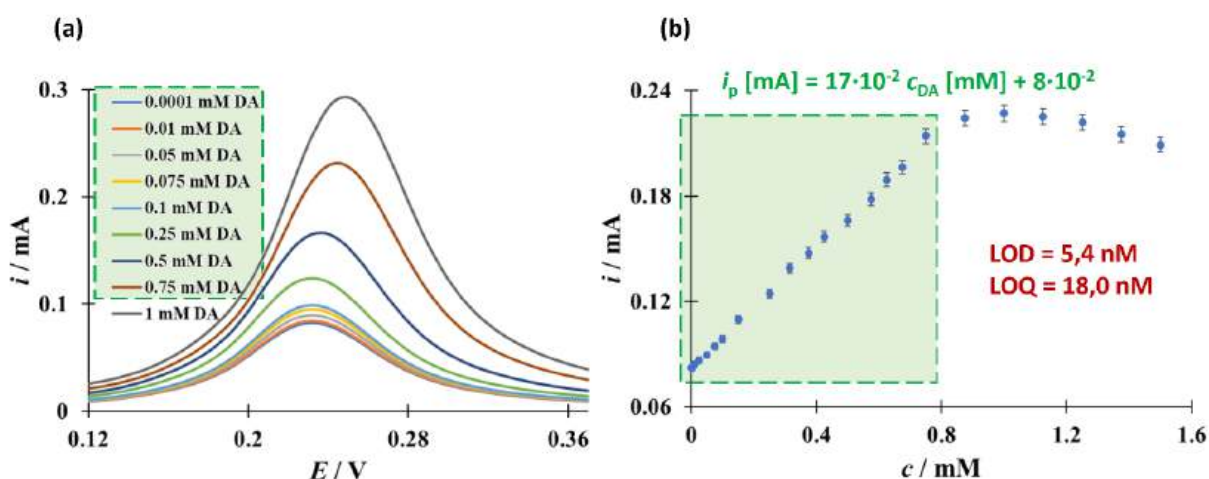 (a)
0.3
0.2
0.1
0
i / mA
0.0001 mM DA
0.01 mM DA
0.05 mM DA
0.075 mM DA
0.1 mM DA
0.25 mM DA
0.5 mM DA
0.75 mM DA
1 mM DA
0.12
0.2
0.28
0.36
E / V
(b)
iₚ [mA] = 17·10⁻² c_DA [mM] + 8·10⁻²
0.24
0.18
0.12
0.06
i / mA
LOD = 5,4 nM
LOQ = 18,0 nM
0
0.4
0.8
1.2
1.6
c / mM